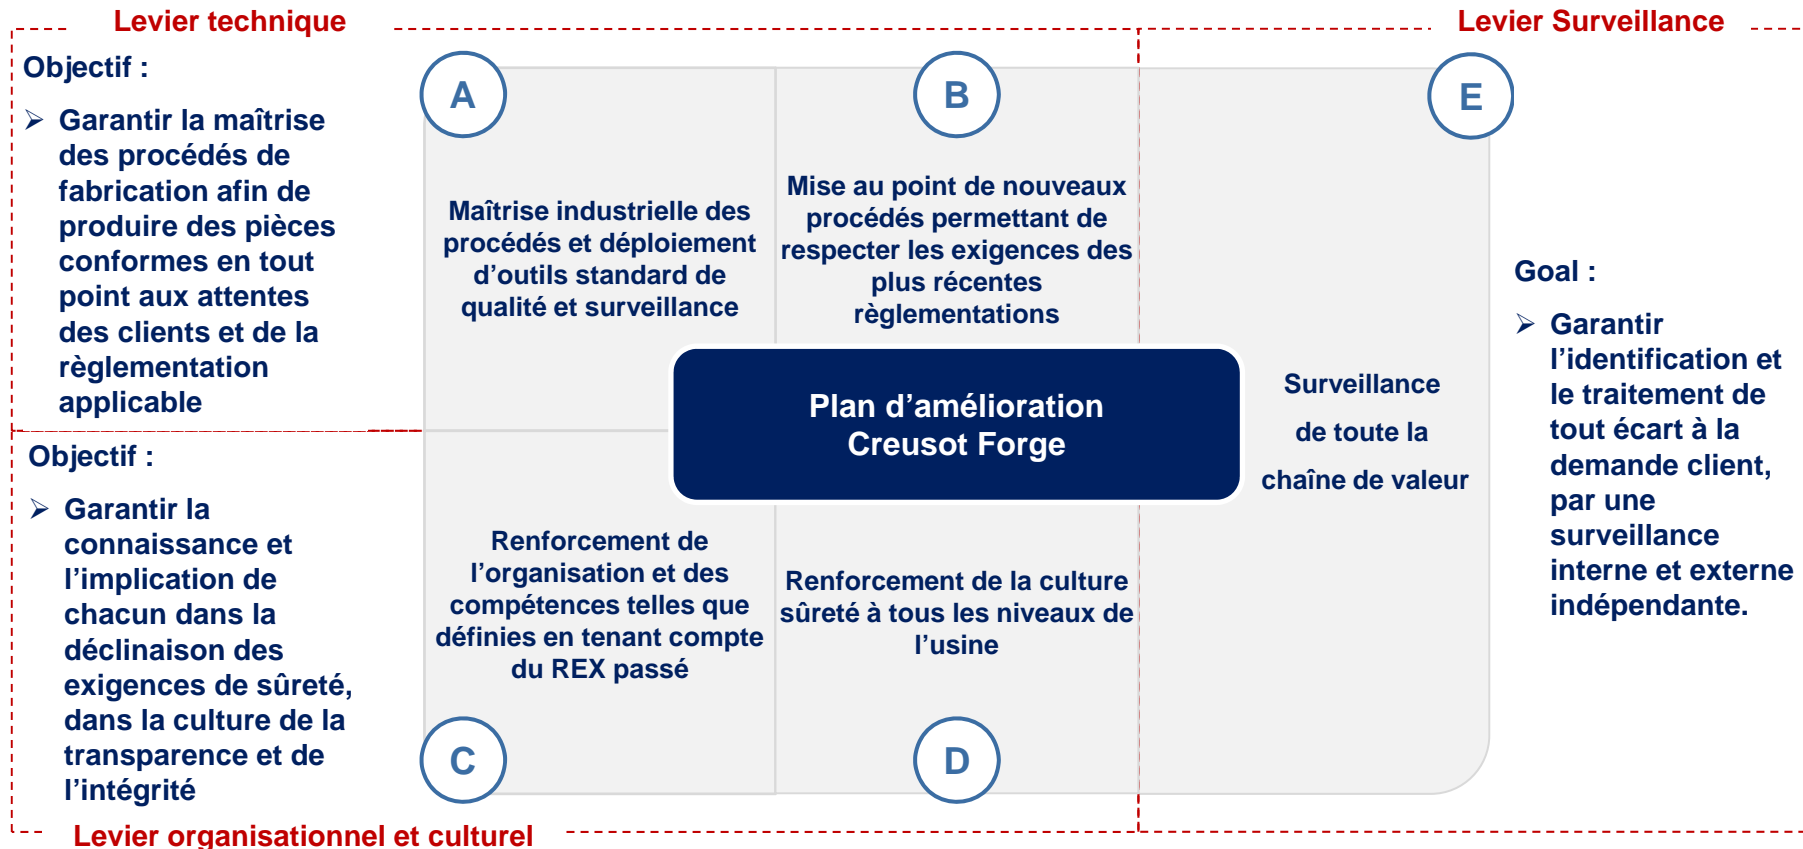 Levier technique
Levier Surveillance
Objectif :
➢ Garantir la maîtrise
des procédés de
fabrication afin de
produire des pièces
conformes en tout
point aux attentes
des clients et de la
règlementation
applicable
A
Maîtrise industrielle des
procédés et déploiement
d’outils standard de
qualité et surveillance
B
Mise au point de nouveaux
procédés permettant de
respecter les exigences des
plus récentes
règlementations
E
Surveillance
de toute la
chaîne de valeur
Goal :
➢ Garantir
l’identification et
le traitement de
tout écart à la
demande client,
par une
surveillance
interne et externe
indépendante.
Plan d’amélioration
Creusot Forge
Objectif :
➢ Garantir la
connaissance et
l’implication de
chacun dans la
déclinaison des
exigences de sûreté,
dans la culture de la
transparence et de
l’intégrité
Renforcement de
l’organisation et des
compétences telles que
définies en tenant compte
du REX passé
C
Renforcement de la culture
sûreté à tous les niveaux de
l’usine
D
Levier organisationnel et culturel